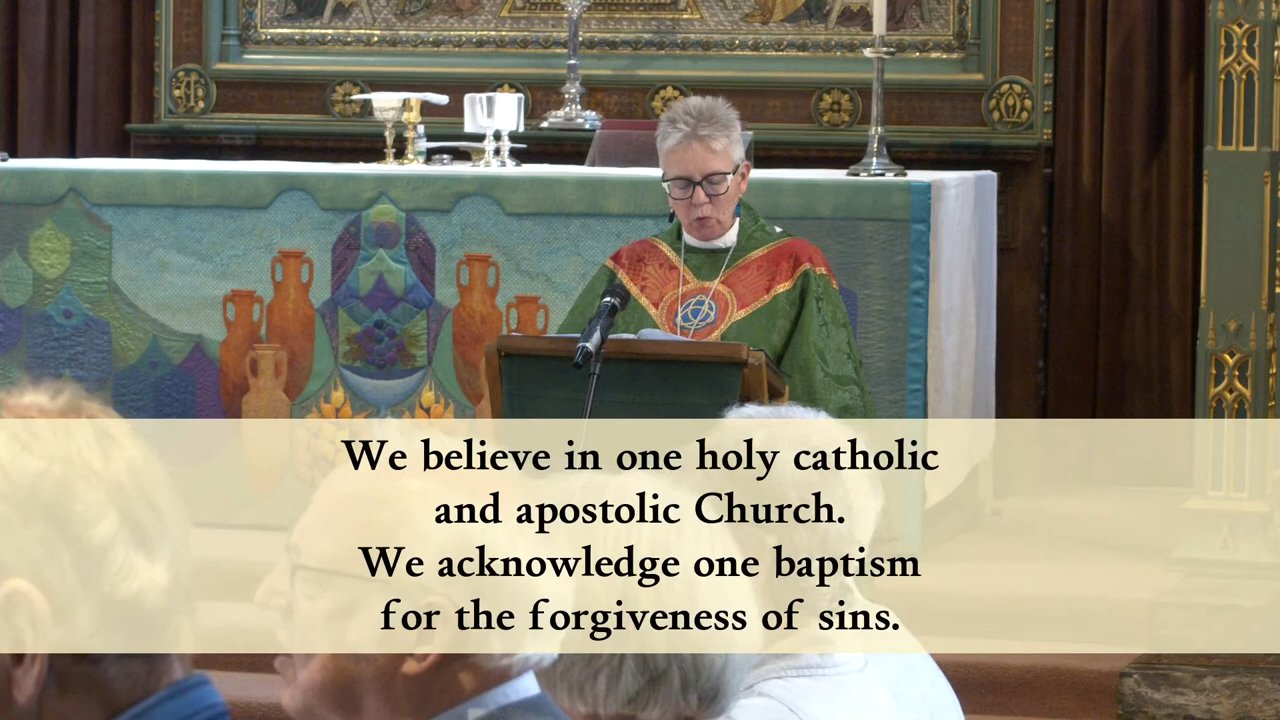 We believe in one holy catholic
and apostolic Church.
We acknowledge one baptism
for the forgiveness of sins.